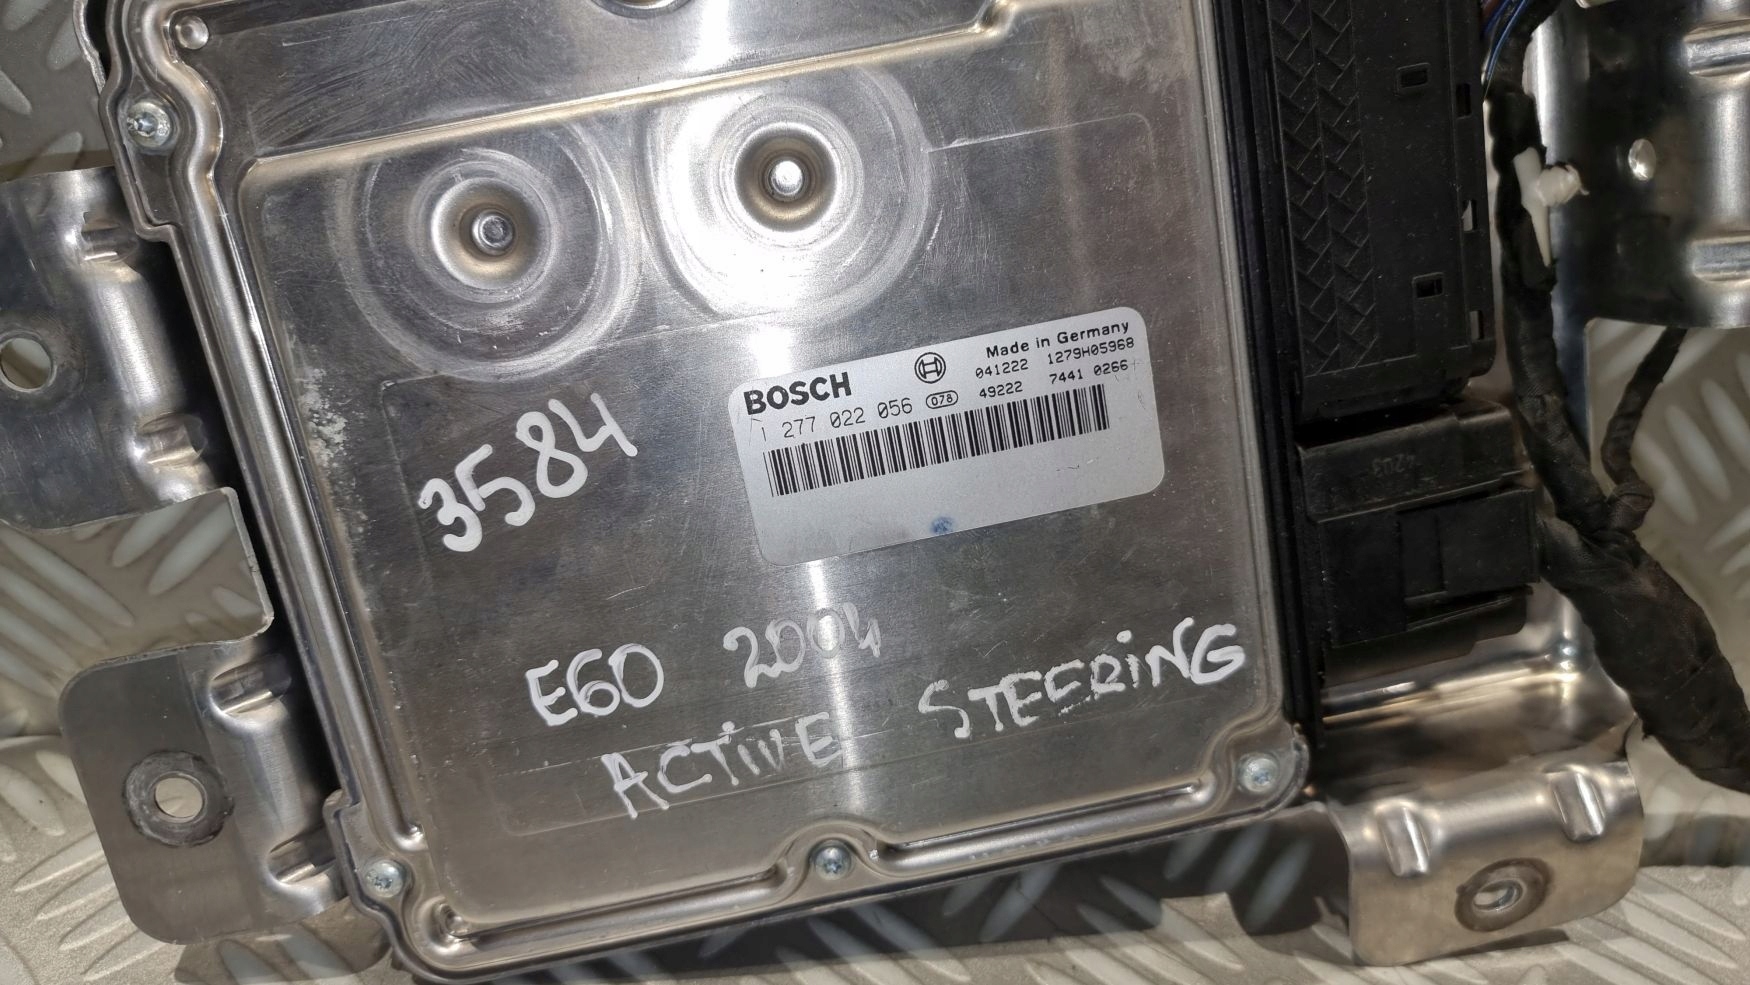 Made in Germany
BOSCH 041222 1279H05968
1 277 022 056 078 49222 7441 0266
3584
E60 2004
ACTIVE STEERING